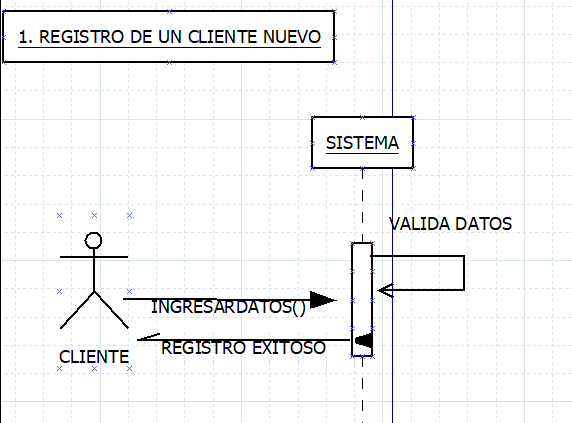 1. REGISTRO DE UN CLIENTE NUEVO
SISTEMA
VALIDA DATOS
INGRESARDATOS()
REGISTRO EXITOSO
CLIENTE